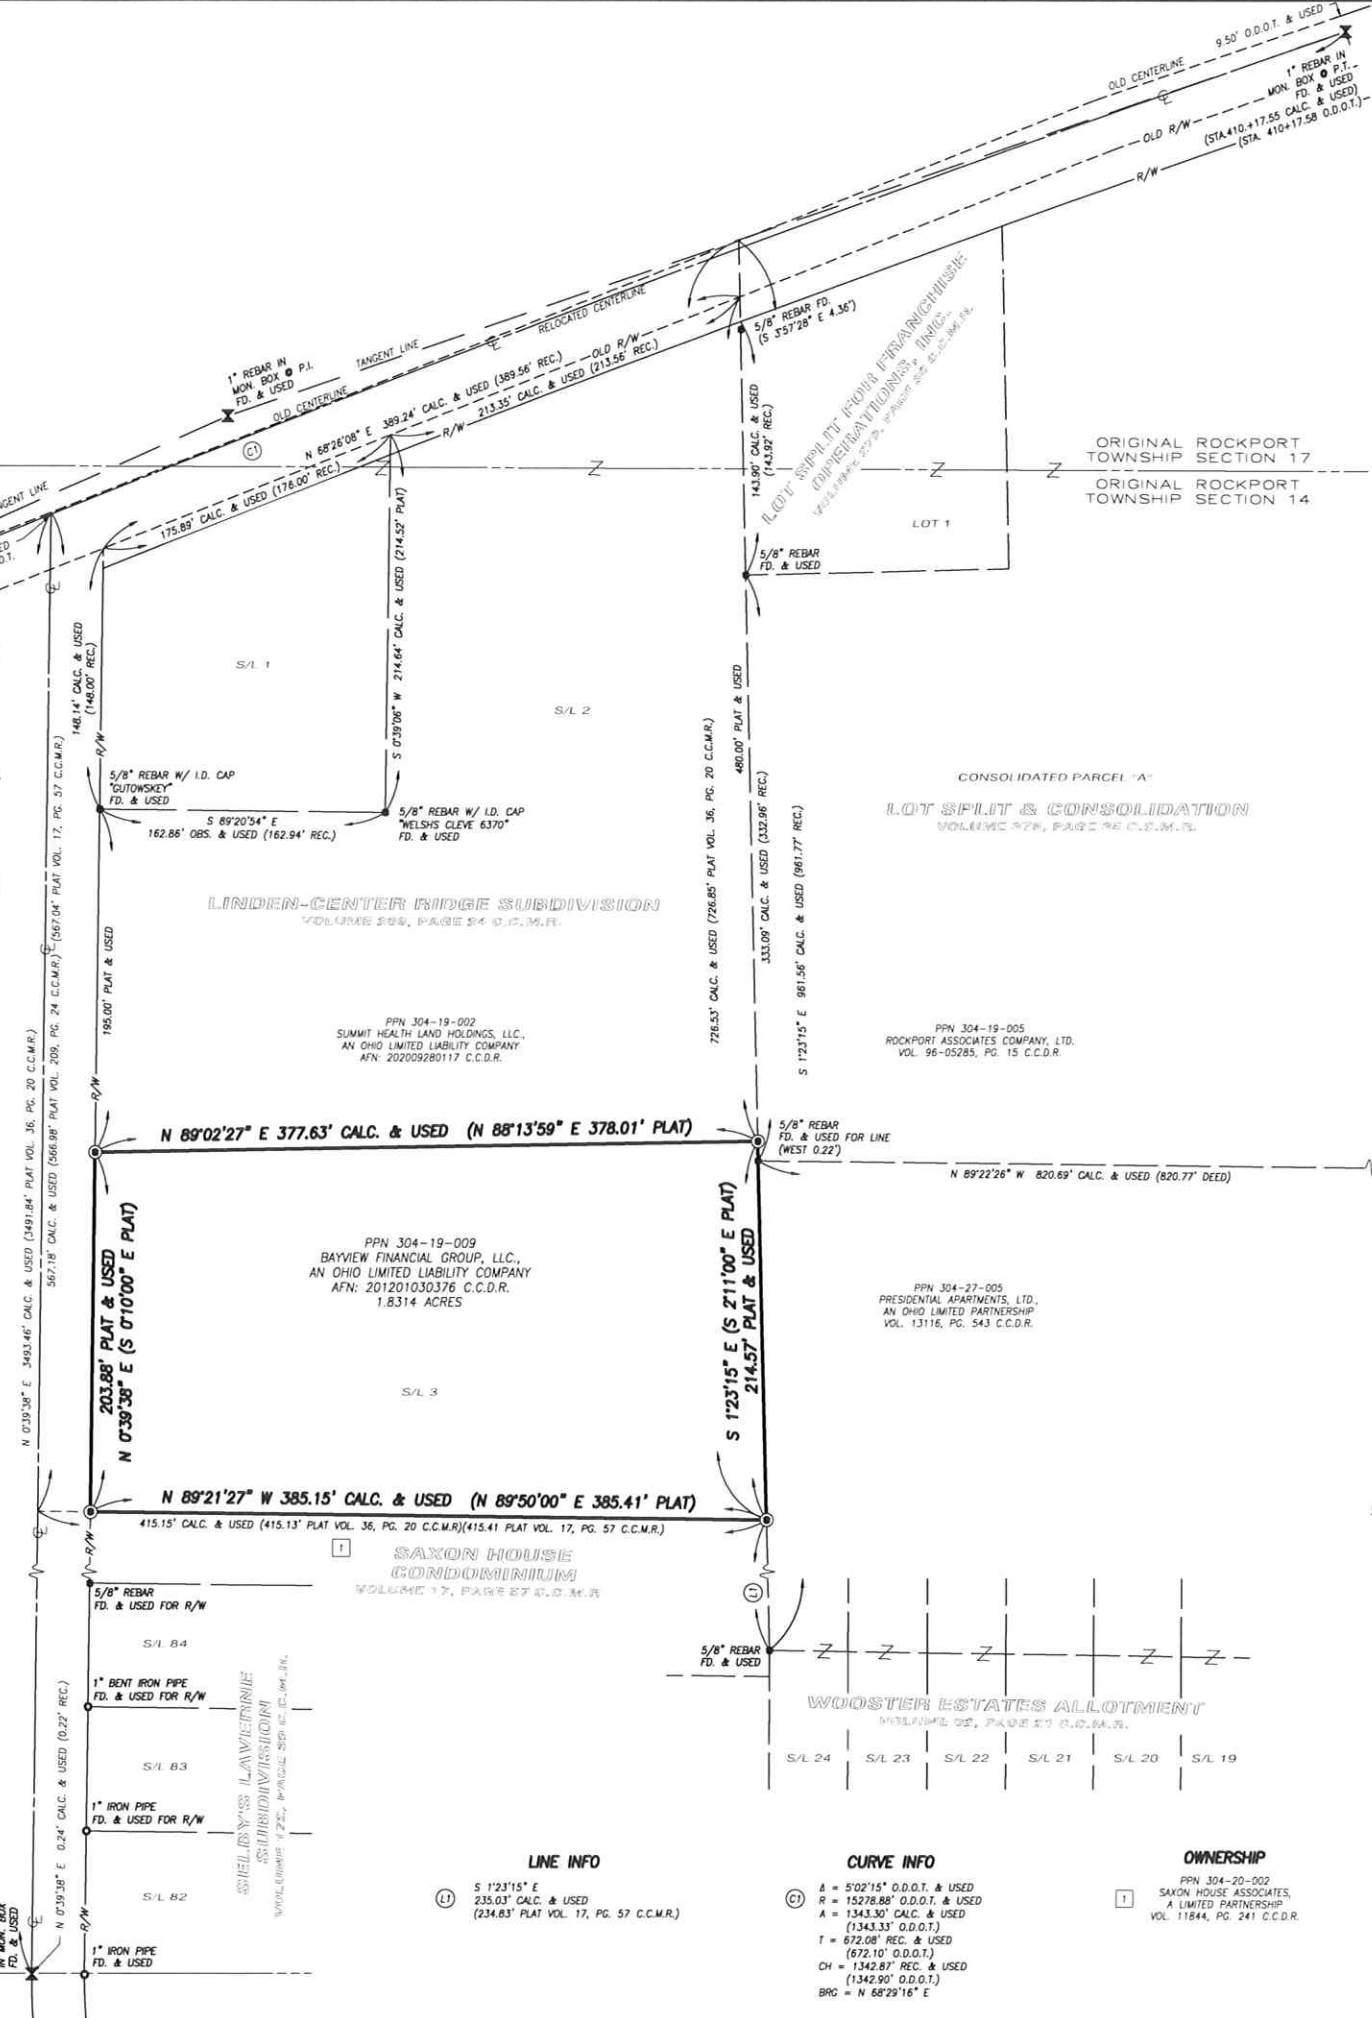 9.50' O.D.O.T. & USED
OLD CENTERLINE
1" REBAR IN
MON. BOX @ P.T.
FD. & USED
(STA.410.+17.55 CALC. & USED)
(STA. 410+17.58 O.D.O.T.)
OLD R/W
R/W
RELOCATED CENTERLINE
TANGENT LINE
1" REBAR IN
MON. BOX @ P.I.
FD. & USED
OLD CENTERLINE
C1
N 68°26'08" E 389.24' CALC. & USED (389.56' REC.)
OLD R/W
R/W
213.35' CALC. & USED (213.56' REC.)
175.89' CALC. & USED (176.00' REC.)
5/8" REBAR FD.
(S 3°57'28" E 4.36')
LOT SPLIT FOR FRANCHISE
OPERATIONS, INC.
143.90' CALC. & USED
(143.92' REC.)
ORIGINAL ROCKPORT
TOWNSHIP SECTION 17
ORIGINAL ROCKPORT
TOWNSHIP SECTION 14
LOT 1
5/8" REBAR
FD. & USED
S 0°39'06" W 214.64' CALC. & USED (214.52' PLAT)
148.14' CALC. & USED
(148.00' REC.)
R/W
S/L 1
S/L 2
480.00' PLAT & USED
5/8" REBAR W/ I.D. CAP
"GUTOWSKEY"
FD. & USED
S 89°20'54" E
162.86' OBS. & USED (162.94' REC.)
5/8" REBAR W/ I.D. CAP
"WELSHS CLEVE 6370"
FD. & USED
CONSOLIDATED PARCEL "A"
LOT SPLIT & CONSOLIDATION
LINDEN-CENTER RIDGE SUBDIVISION
195.00' PLAT & USED
726.53' CALC. & USED (726.85' PLAT VOL. 36, PG. 20 C.C.M.R.)
333.09' CALC. & USED (332.96' REC.)
S 1°23'15" E 961.56' CALC. & USED (961.77' REC.)
PPN 304-19-002
SUMMIT HEALTH LAND HOLDINGS, LLC.,
AN OHIO LIMITED LIABILITY COMPANY
AFN: 202009280117 C.C.D.R.
PPN 304-19-005
ROCKPORT ASSOCIATES COMPANY, LTD.
VOL. 96-05285, PG. 15 C.C.D.R.
R/W
N 89°02'27" E 377.63' CALC. & USED (N 88°13'59" E 378.01' PLAT)
5/8" REBAR
FD. & USED FOR LINE
(WEST 0.22')
N 89°22'26" W 820.69' CALC. & USED (820.77' DEED)
N 0°39'38" E 3493.46' CALC. & USED (3491.84' PLAT VOL. 36, PG. 20 C.C.M.R.)
567.18' CALC. & USED (566.98' PLAT VOL. 209, PG. 24 C.C.M.R.) (567.04' PLAT VOL. 17, PG. 57 C.C.M.R.)
203.88' PLAT & USED
N 0°39'38" E (S 0°10'00" E PLAT)
PPN 304-19-009
BAYVIEW FINANCIAL GROUP, LLC.,
AN OHIO LIMITED LIABILITY COMPANY
AFN: 201201030376 C.C.D.R.
1.8314 ACRES
S/L 3
S 1°23'15" E (S 2°11'00" E PLAT)
214.57' PLAT & USED
PPN 304-27-005
PRESIDENTIAL APARTMENTS, LTD.,
AN OHIO LIMITED PARTNERSHIP
VOL. 13116, PG. 543 C.C.D.R.
N 89°21'27" W 385.15' CALC. & USED (N 89°50'00" E 385.41' PLAT)
415.15' CALC. & USED (415.13' PLAT VOL. 36, PG. 20 C.C.M.R)(415.41 PLAT VOL. 17, PG. 57 C.C.M.R.)
R/W
1
SAXON HOUSE
CONDOMINIUM
VOLUME 17, PAGE 57 C.C.M.R
5/8" REBAR
FD. & USED FOR R/W
S/L 84
L1
5/8" REBAR
FD. & USED
1" BENT IRON PIPE
FD. & USED FOR R/W
SELBY'S LAVERNE
SUBDIVISION
WOOSTER ESTATES ALLOTMENT
S/L 24
S/L 23
S/L 22
S/L 21
S/L 20
S/L 19
S/L 83
1" IRON PIPE
FD. & USED FOR R/W
N 0°39'38" E 0.24' CALC. & USED (0.22' REC.)
S/L 82
R/W
1" IRON PIPE
FD. & USED
IN MON. BOX
FD. & USED
LINE INFO
L1
S 1°23'15" E
235.03' CALC. & USED
(234.83' PLAT VOL. 17, PG. 57 C.C.M.R.)
CURVE INFO
C1
Δ = 5°02'15" O.D.O.T. & USED
R = 15278.88' O.D.O.T. & USED
A = 1343.30' CALC. & USED
(1343.33' O.D.O.T.)
T = 672.08' REC. & USED
(672.10' O.D.O.T.)
CH = 1342.87' REC. & USED
(1342.90' O.D.O.T.)
BRG = N 68°29'16" E
OWNERSHIP
1
PPN 304-20-002
SAXON HOUSE ASSOCIATES,
A LIMITED PARTNERSHIP
VOL. 11844, PG. 241 C.C.D.R.